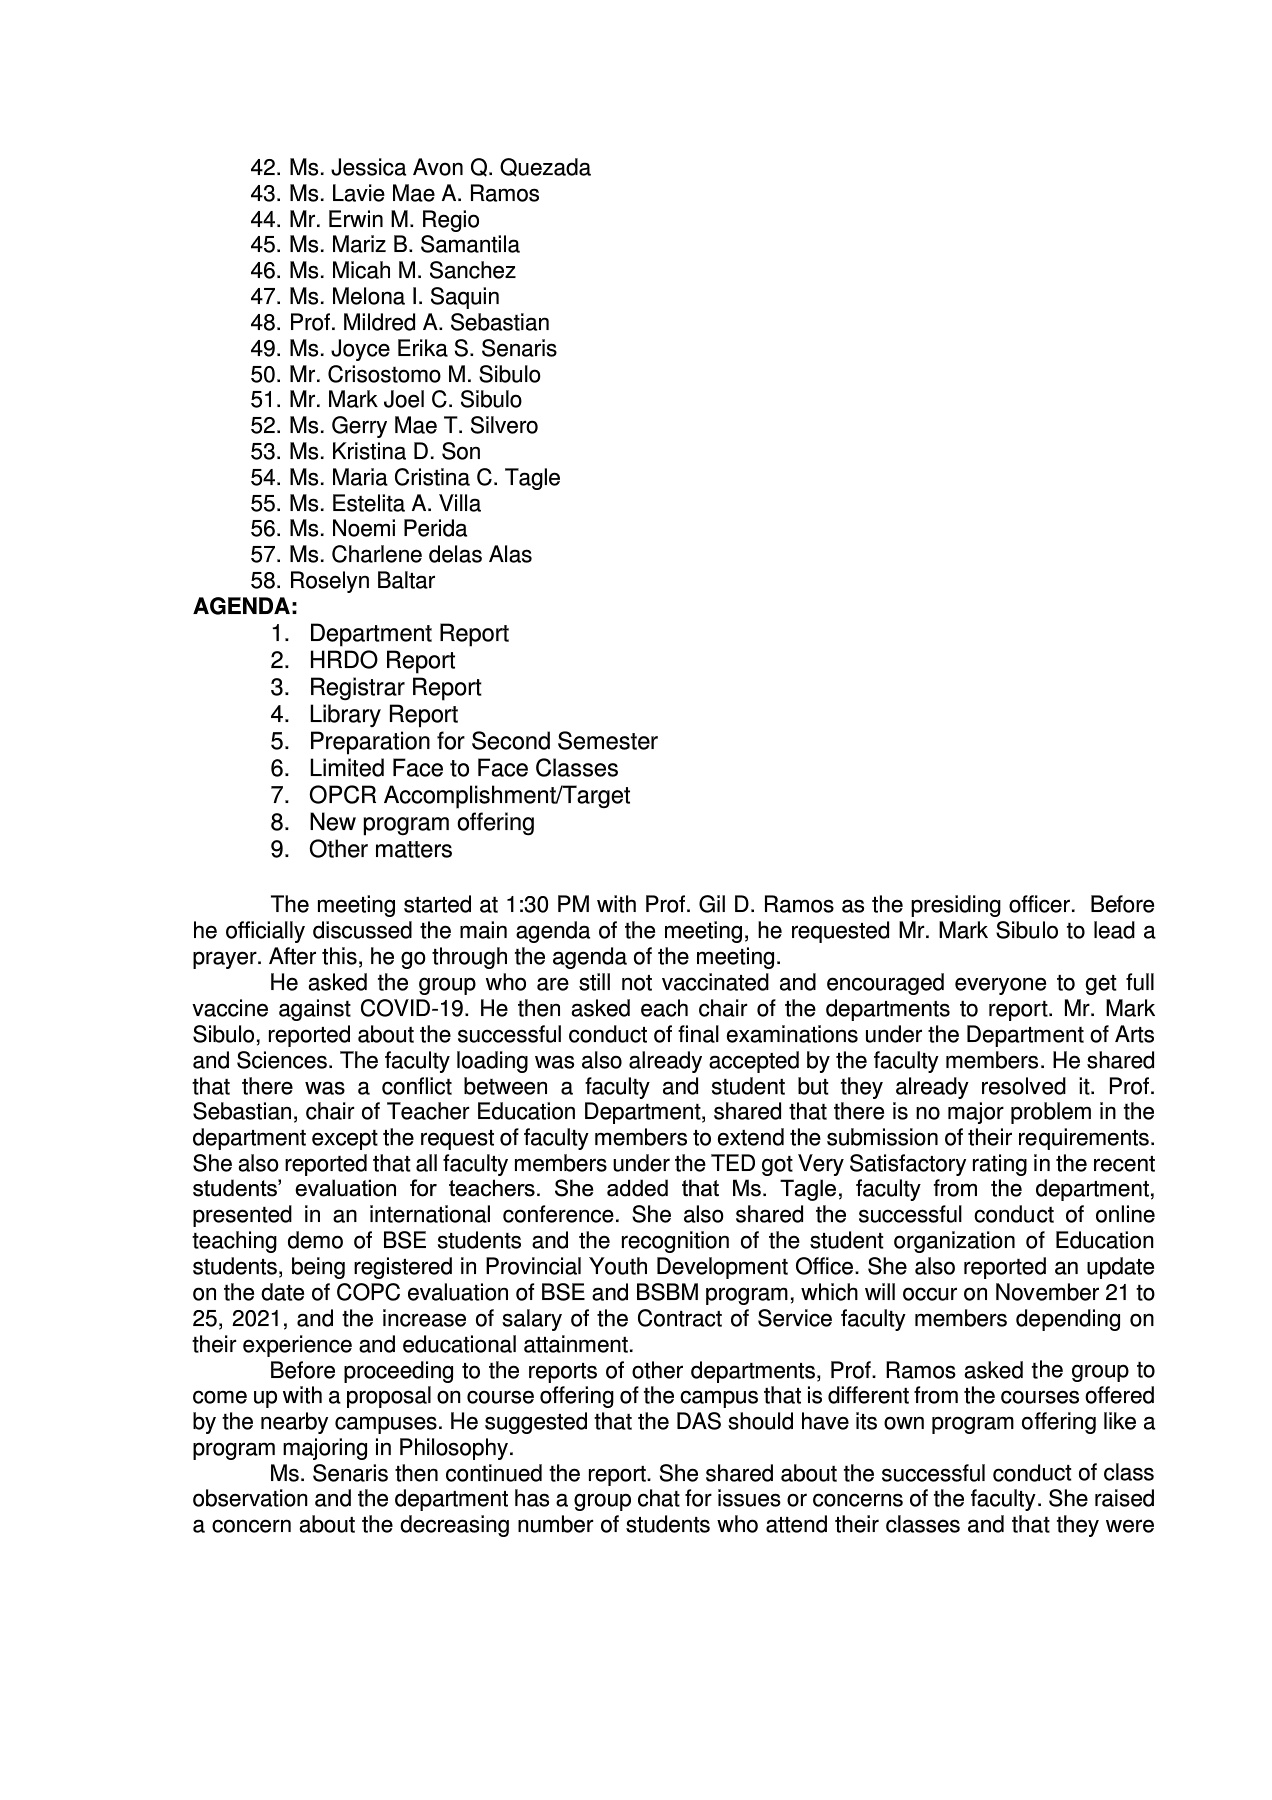 42. Ms. Jessica Avon Q. Quezada
43. Ms. Lavie Mae A. Ramos
44. Mr. Erwin M. Regio
45. Ms. Mariz B. Samantila
46. Ms. Micah M. Sanchez
47. Ms. Melona I. Saquin
48. Prof. Mildred A. Sebastian
49. Ms. Joyce Erika S. Senaris
50. Mr. Crisostomo M. Sibulo
51. Mr. Mark Joel C. Sibulo
52. Ms. Gerry Mae T. Silvero
53. Ms. Kristina D. Son
54. Ms. Maria Cristina C. Tagle
55. Ms. Estelita A. Villa
56. Ms. Noemi Perida
57. Ms. Charlene delas Alas
58. Roselyn Baltar
AGENDA:
1. Department Report
2. HRDO Report
3. Registrar Report
4. Library Report
5. Preparation for Second Semester
6. Limited Face to Face Classes
7. OPCR Accomplishment/Target
8. New program offering
9. Other matters
The meeting started at 1:30 PM with Prof. Gil D. Ramos as the presiding officer. Before
he officially discussed the main agenda of the meeting, he requested Mr. Mark Sibulo to lead a
prayer. After this, he go through the agenda of the meeting.
He asked the group who are still not vaccinated and encouraged everyone to get full
vaccine against COVID-19. He then asked each chair of the departments to report. Mr. Mark
Sibulo, reported about the successful conduct of final examinations under the Department of Arts
and Sciences. The faculty loading was also already accepted by the faculty members. He shared
that there was a conflict between a faculty and student but they already resolved it. Prof.
Sebastian, chair of Teacher Education Department, shared that there is no major problem in the
department except the request of faculty members to extend the submission of their requirements.
She also reported that all faculty members under the TED got Very Satisfactory rating in the recent
students’ evaluation for teachers. She added that Ms. Tagle, faculty from the department,
presented in an international conference. She also shared the successful conduct of online
teaching demo of BSE students and the recognition of the student organization of Education
students, being registered in Provincial Youth Development Office. She also reported an update
on the date of COPC evaluation of BSE and BSBM program, which will occur on November 21 to
25, 2021, and the increase of salary of the Contract of Service faculty members depending on
their experience and educational attainment.
Before proceeding to the reports of other departments, Prof. Ramos asked the group to
come up with a proposal on course offering of the campus that is different from the courses offered
by the nearby campuses. He suggested that the DAS should have its own program offering like a
program majoring in Philosophy.
Ms. Senaris then continued the report. She shared about the successful conduct of class
observation and the department has a group chat for issues or concerns of the faculty. She raised
a concern about the decreasing number of students who attend their classes and that they were